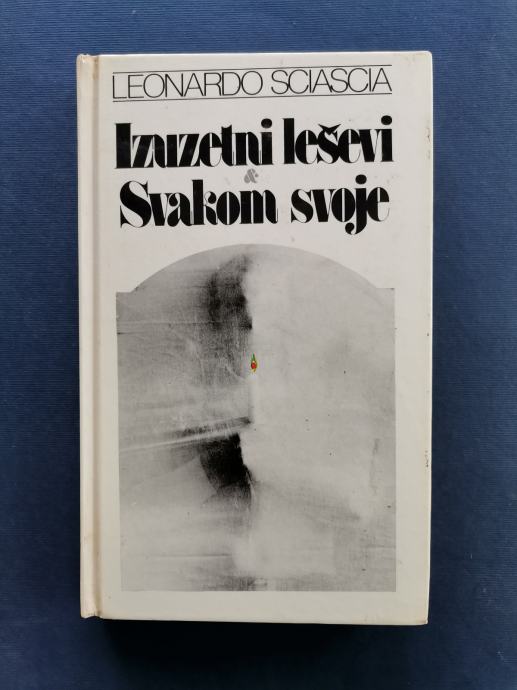 LEONARDO SCIASCIA
Izuzetni leševi
&
Svakom svoje